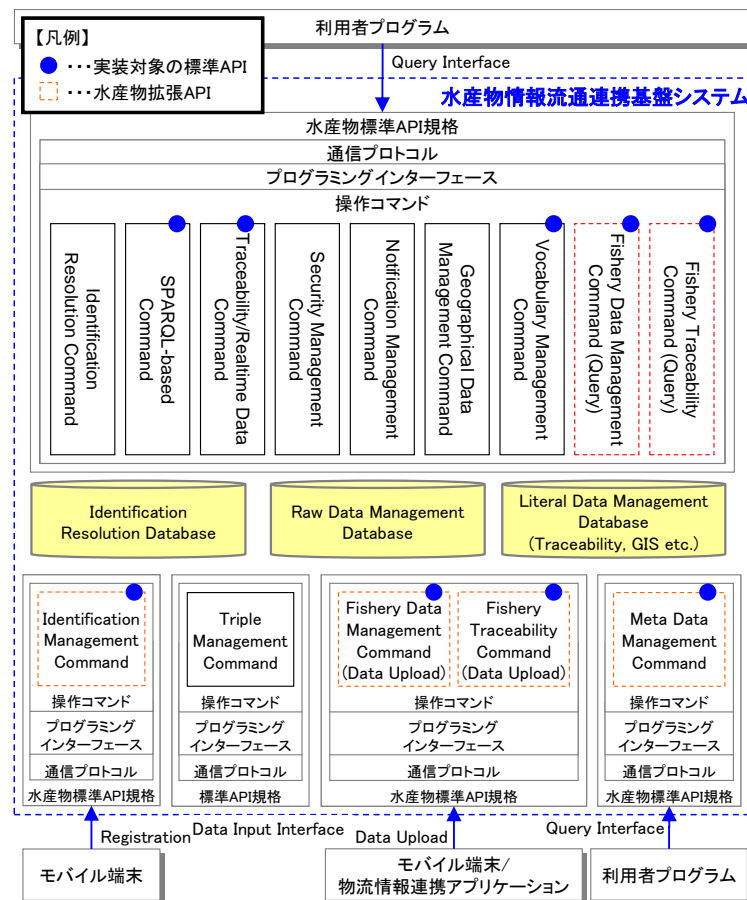 利用者プログラム
【凡例】
・・・実装対象の標準API
・・・水産物拡張API
Query Interface
水産物情報流通連携基盤システム
水産物標準API規格
通信プロトコル
プログラミングインターフェース
操作コマンド
Identification
Resolution Command
SPARQL-based
Command
Traceability/Realtime Data
Command
Security Management
Command
Notification Management
Command
Geographical Data
Management Command
Vocabulary Management
Command
Fishery Data Management
Command (Query)
Fishery Traceability
Command (Query)
Identification
Resolution Database
Raw Data Management
Database
Literal Data Management
Database
(Traceability, GIS etc.)
Identification
Management
Command
操作コマンド
プログラミング
インターフェース
通信プロトコル
水産物標準API規格
Triple
Management
Command
操作コマンド
プログラミング
インターフェース
通信プロトコル
標準API規格
Fishery Data
Management
Command
(Data Upload)
Fishery
Traceability
Command
(Data Upload)
操作コマンド
プログラミング
インターフェース
通信プロトコル
水産物標準API規格
Meta Data
Management
Command
操作コマンド
プログラミング
インターフェース
通信プロトコル
水産物標準API規格
Registration
Data Input Interface
Data Upload
Query Interface
モバイル端末
モバイル端末/
物流情報連携アプリケーション
利用者プログラム